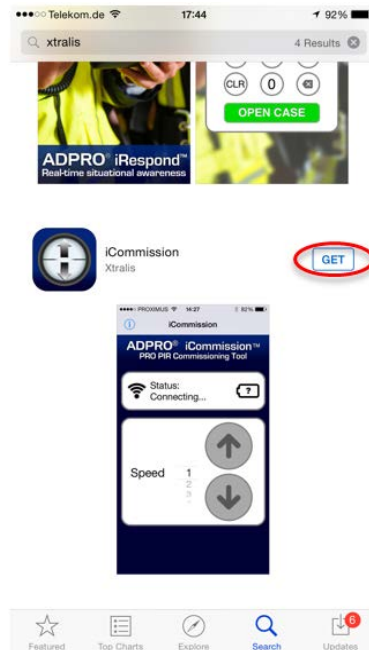 Telekom.de 17:44 92%
xtralis 4 Results
CLR 0
OPEN CASE
ADPRO® iRespond™
Real-time situational awareness
iCommission
Xtralis
GET
PROXIMUS 14:27 82%
iCommission
ADPRO® iCommission™
PRO PIR Commissioning Tool
Status:
Connecting...
?
Speed 1
2
3
6
Featured Top Charts Explore Search Updates